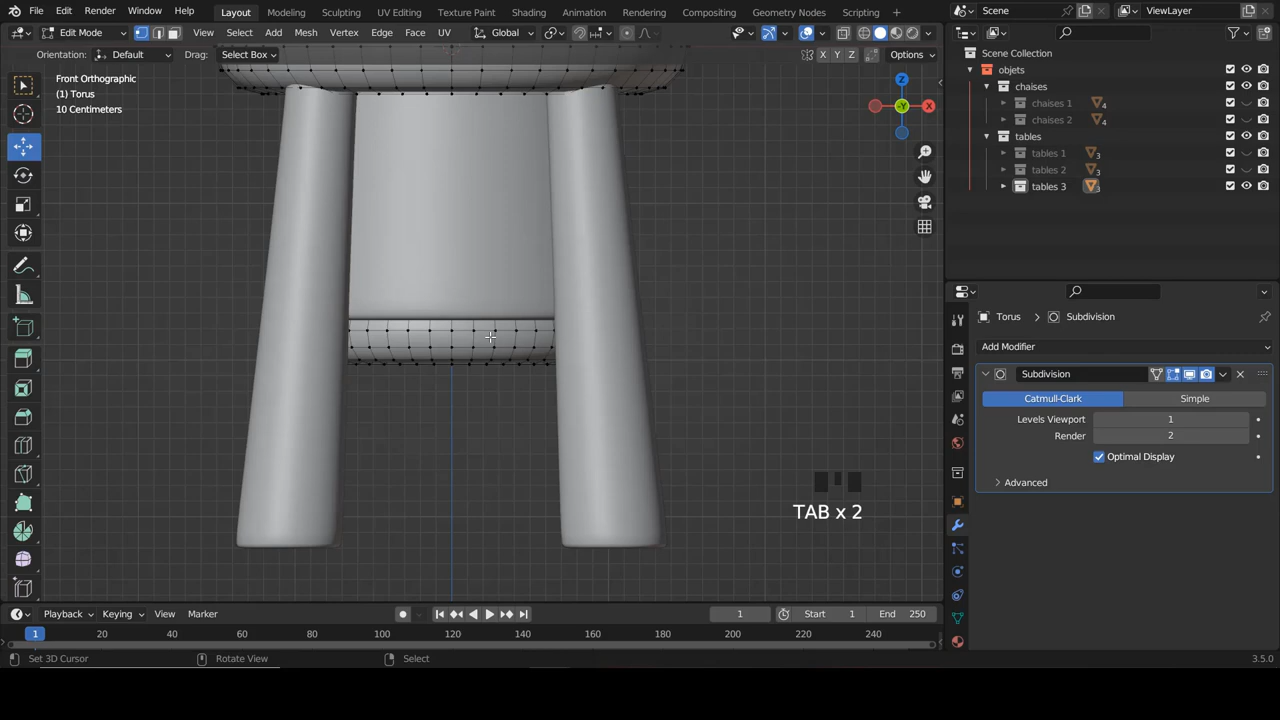 File Edit Render Window Help Layout Modeling Sculpting UV Editing Texture Paint Shading Animation Rendering Compositing Geometry Nodes Scripting + Scene ViewLayer
Edit Mode View Select Add Mesh Vertex Edge Face UV Global
Orientation: Default Drag: Select Box X Y Z Options
Front Orthographic
(1) Torus
10 Centimeters
Z
-Y X
Scene Collection
objets
chaises
chaises 1 4
chaises 2 4
tables
tables 1 3
tables 2 3
tables 3 3
Torus Subdivision
Add Modifier
Subdivision
Catmull-Clark Simple
Levels Viewport 1
Render 2
Optimal Display
Advanced
TAB x 2
Playback Keying View Marker 1 Start 1 End 250
1 20 40 60 80 100 120 140 160 180 200 220 240
Set 3D Cursor Rotate View Select 3.5.0